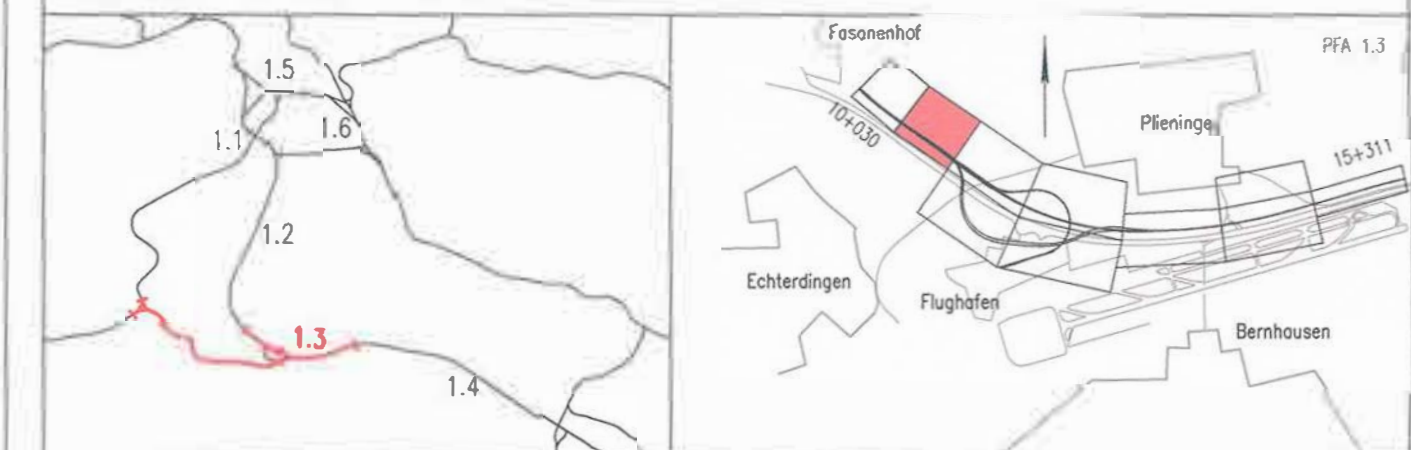 1.5
1.1
1.6
1.2
1.3
1.4
Fasanenhof
PFA 1.3
10+030
Plieninge
15+311
Echterdingen
Flughafen
Bernhausen